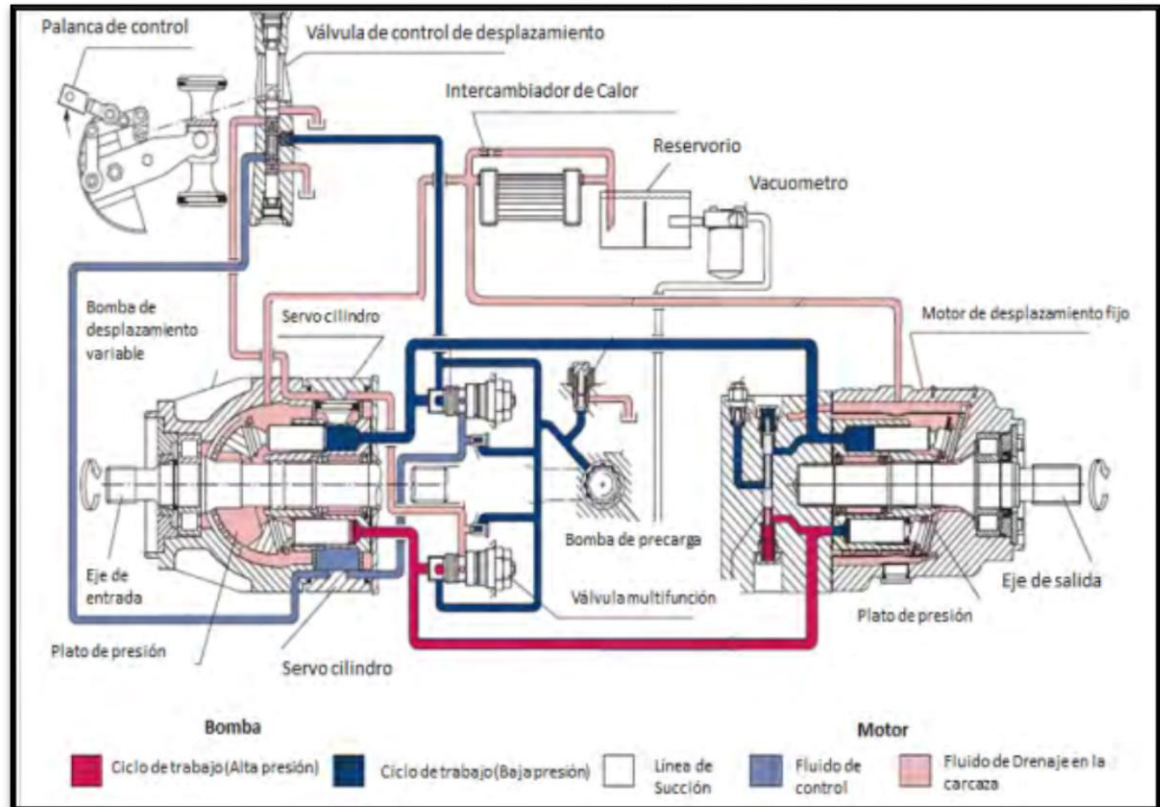 Palanca de control
Válvula de control de desplazamiento
Intercambiador de Calor
Reservorio
Vacuometro
Bomba de
desplazamiento
variable
Servo cilindro
Motor de desplazamiento fijo
Bomba de precarga
Eje de
entrada
Válvula multifunción
Eje de salida
Plato de presión
Plato de presión
Servo cilindro
Bomba
Motor
Ciclo de trabajo (Alta presión)
Ciclo de trabajo (Baja presión)
Línea de
Succión
Fluido de
control
Fluido de Drenaje en la
carcaza